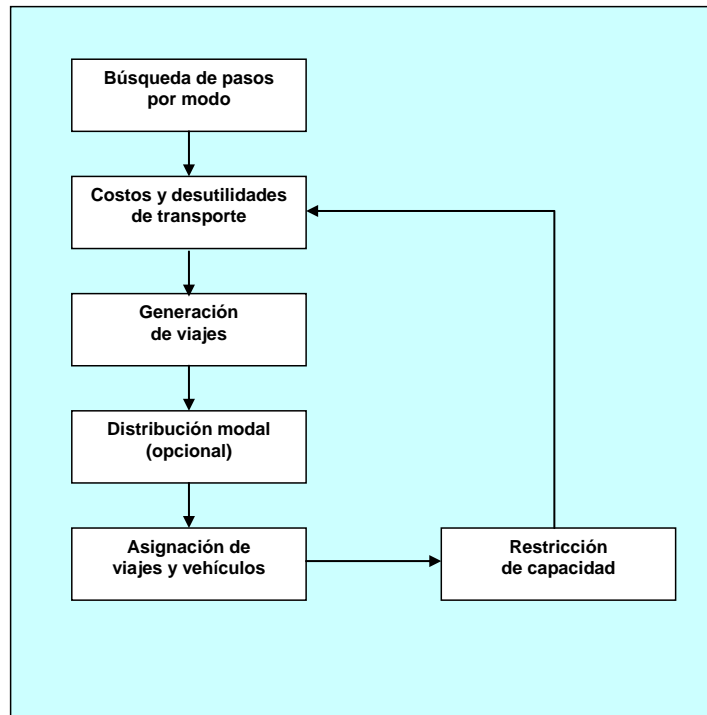 Búsqueda de pasos
por modo
Costos y desutilidades
de transporte
Generación
de viajes
Distribución modal
(opcional)
Asignación de
viajes y vehículos
Restricción
de capacidad